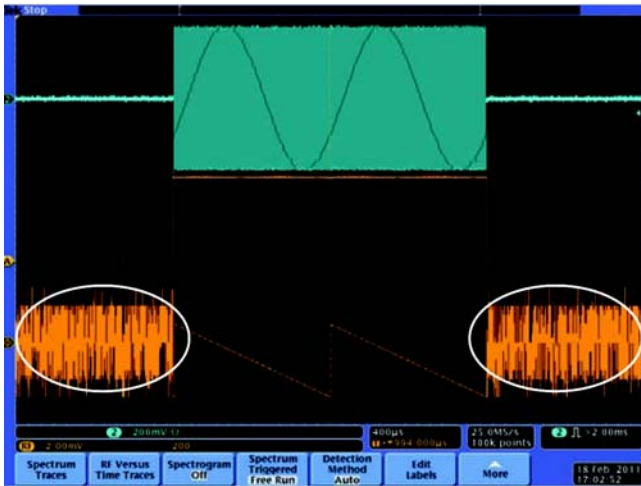 Stop
2
A
2 200mV Ω
400µs
25.0MS/s
100k points
2 >2.00ms
2.00mV 200
Spectrum Traces
RF Versus Time Traces
Spectrogram Off
Spectrum Triggered Free Run
Detection Method Auto
Edit Labels
More
18 Feb 2011
17:02:52